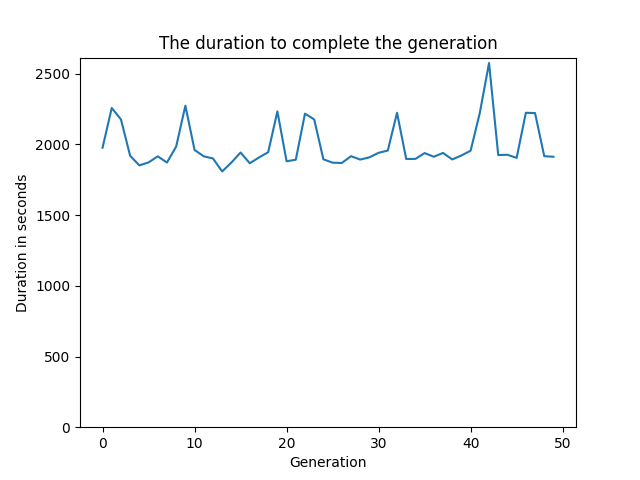 The duration to complete the generation
2500
2000
1500
1000
500
0
Duration in seconds
0 10 20 30 40 50
Generation